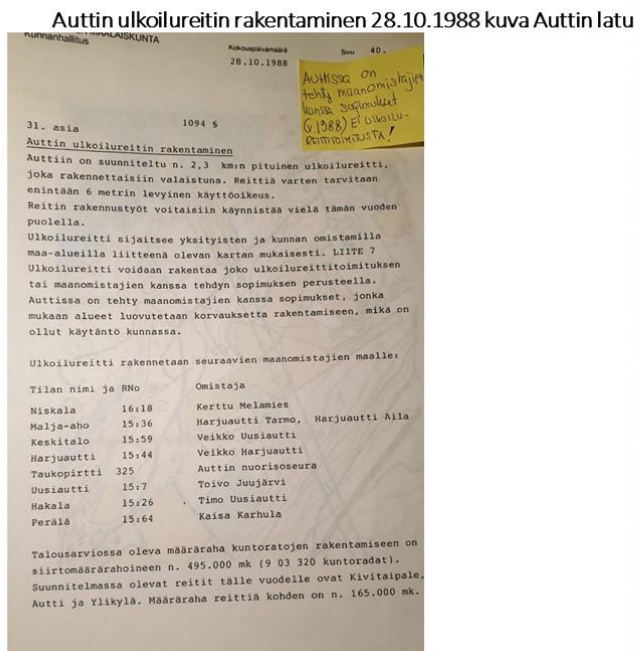 Auttin ulkoilureitin rakentaminen 28.10.1988 kuva Auttin latu
MAALAISKUNTA
Kunnanhallitus
Kokouspäivämäärä
Sivu 40.
28.10.1988
AUTTISSA ON
tehty maanomistajien
kanssa sopimukset
(v. 1988) EI ULKOILU-
REITTITOIMITUSTA!
31. asia 1094 §
Auttin ulkoilureitin rakentaminen
Auttiin on suunniteltu n. 2,3 km:n pituinen ulkoilureitti,
joka rakennettaisiin valaistuna. Reittiä varten tarvitaan
enintään 6 metrin levyinen käyttöoikeus.
Reitin rakennustyöt voitaisiin käynnistää vielä tämän vuoden
puolella.
Ulkoilureitti sijaitsee yksityisten ja kunnan omistamilla
maa-alueilla liitteenä olevan kartan mukaisesti. LIITE 7
Ulkoilureitti voidaan rakentaa joko ulkoilureittitoimituksen
tai maanomistajien kanssa tehdyn sopimuksen perusteella.
Auttissa on tehty maanomistajien kanssa sopimukset, jonka
mukaan alueet luovutetaan korvauksetta rakentamiseen, mikä on
ollut käytäntö kunnassa.
Ulkoilureitti rakennetaan seuraavien maanomistajien maalle:
Tilan nimi ja RNo Omistaja
Niskala 16:18 Kerttu Melamies
Malja-aho 15:36 Harjuautti Tarmo, Harjuautti Aila
Keskitalo 15:59 Veikko Uusiautti
Harjuautti 15:44 Veikko Harjuautti
Taukopirtti 325 Auttin nuorisoseura
Uusiautti 15:7 Toivo Juujärvi
Hakala 15:26 Timo Uusiautti
Perälä 15:64 Kaisa Karhula
Talousarviossa oleva määräraha kuntoratojen rakentamiseen on
siirtomäärärahoineen n. 495.000 mk (9 03 320 kuntoradat).
Suunnitelmassa olevat reitit tälle vuodelle ovat Kivitaipale,
Autti ja Ylikylä. Määräraha reittiä kohden on n. 165.000 mk.